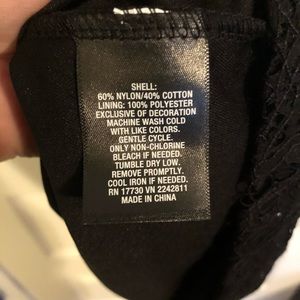 SHELL:
60% NYLON/40% COTTON
LINING: 100% POLYESTER
EXCLUSIVE OF DECORATION
MACHINE WASH COLD
WITH LIKE COLORS.
GENTLE CYCLE.
ONLY NON-CHLORINE
BLEACH IF NEEDED.
TUMBLE DRY LOW.
REMOVE PROMPTLY.
COOL IRON IF NEEDED.
RN 17730 VN 2242811
MADE IN CHINA